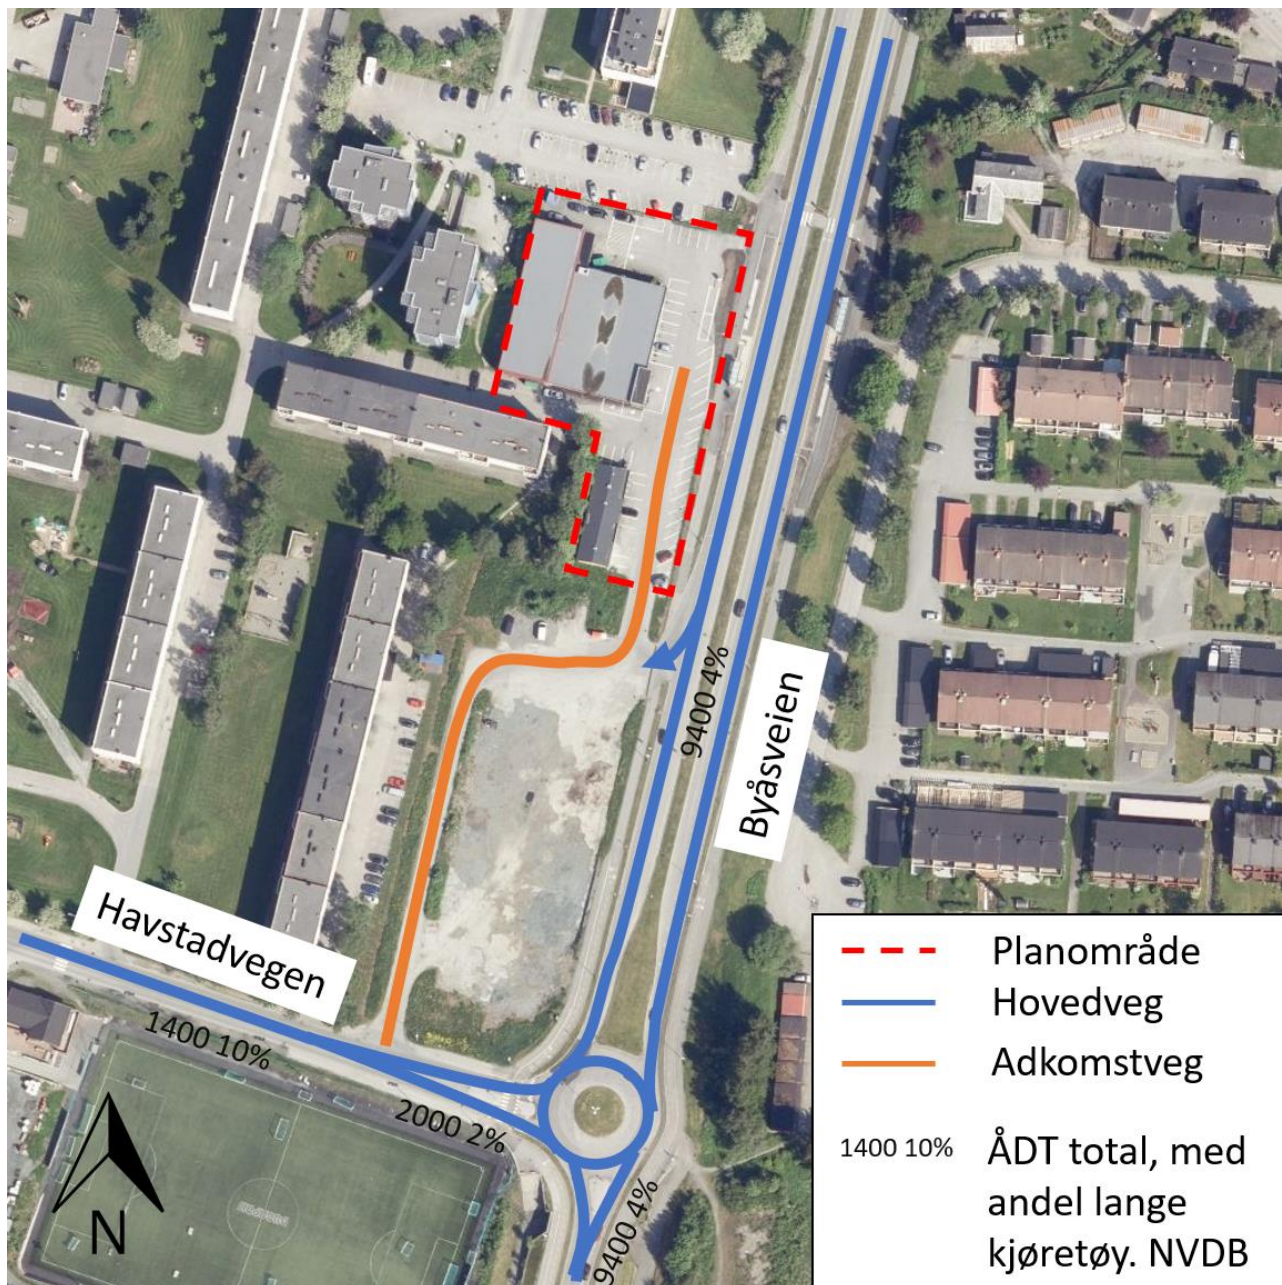 9400 4%
Byåsveien
Havstadvegen
1400 10%
2000 2%
9400 4%
N
Planområde
Hovedveg
Adkomstveg
1400 10% ÅDT total, med
andel lange
kjøretøy. NVDB